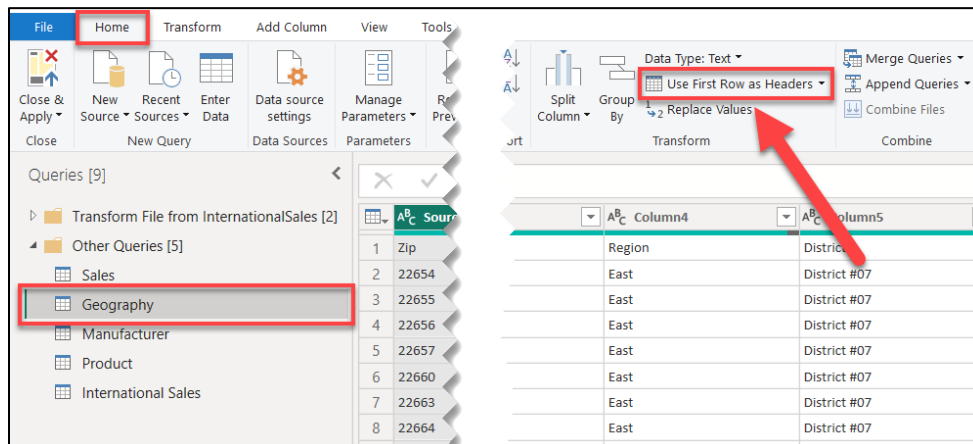 File Home Transform Add Column View Tools
Close & Apply
New Source
Recent Sources
Enter Data
Data source settings
Manage Parameters
Split Column
Group By
Data Type: Text
Use First Row as Headers
Replace Values
Merge Queries
Append Queries
Combine Files
Close New Query Data Sources Parameters Transform Combine
Queries [9]
Transform File from InternationalSales [2]
Other Queries [5]
Sales
Geography
Manufacturer
Product
International Sales
ABC ABC Column4 ABC
1 Zip Region
2 22654 East District #07
3 22655 East District #07
4 22656 East District #07
5 22657 East District #07
6 22660 East District #07
7 22663 East District #07
8 22664 East District #07